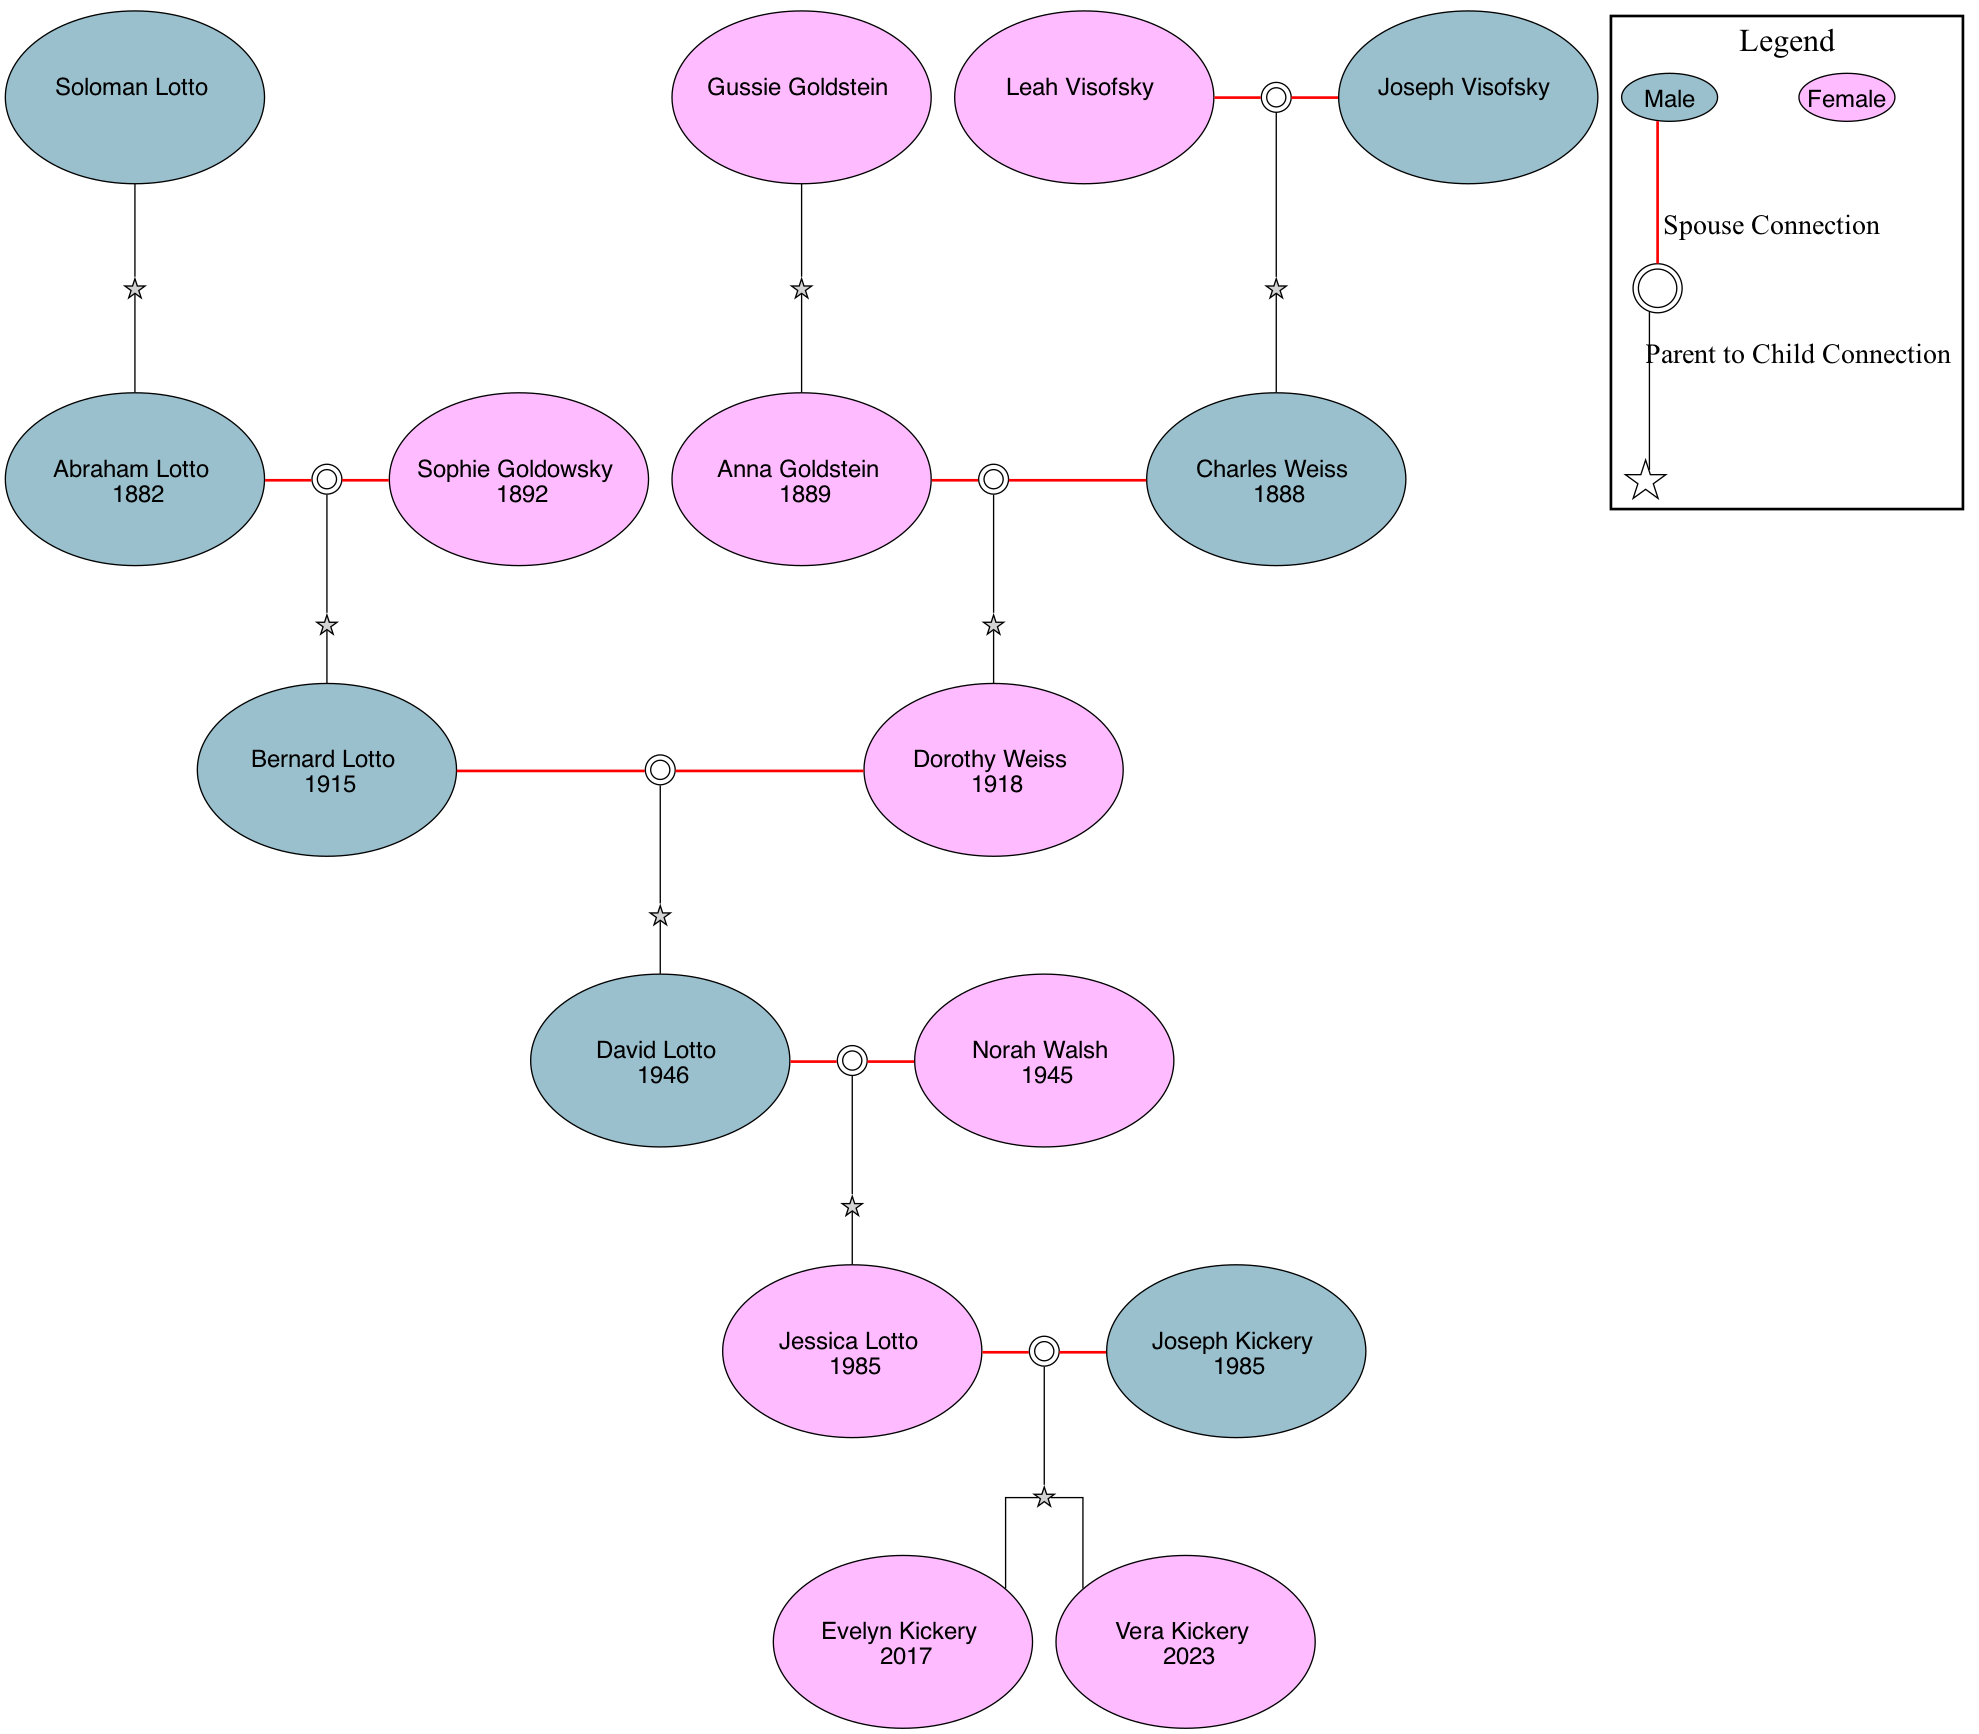 Soloman Lotto
Gussie Goldstein
Leah Visofsky
Joseph Visofsky
Legend
Male
Female
Spouse Connection
Parent to Child Connection
Abraham Lotto
1882
Sophie Goldowsky
1892
Anna Goldstein
1889
Charles Weiss
1888
Bernard Lotto
1915
Dorothy Weiss
1918
David Lotto
1946
Norah Walsh
1945
Jessica Lotto
1985
Joseph Kickery
1985
Evelyn Kickery
2017
Vera Kickery
2023